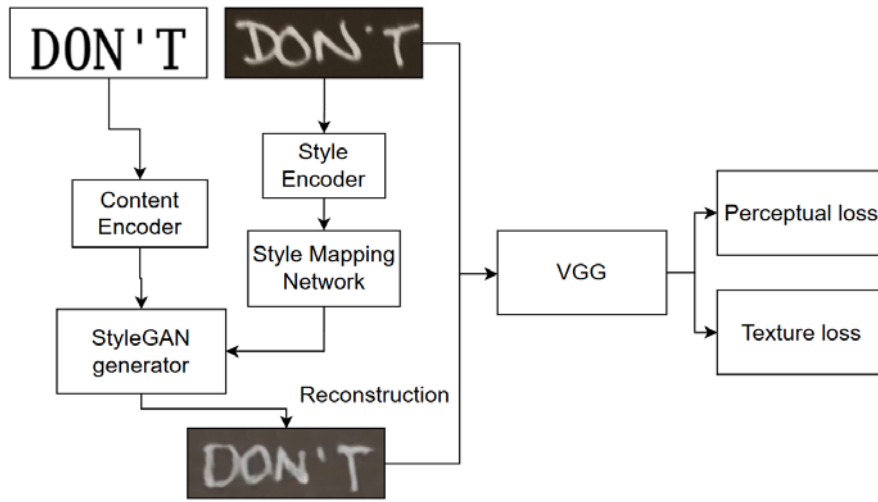 DON'T
DON'T
Style
Encoder
Content
Encoder
Style Mapping
Network
StyleGAN
generator
Reconstruction
DON'T
VGG
Perceptual loss
Texture loss